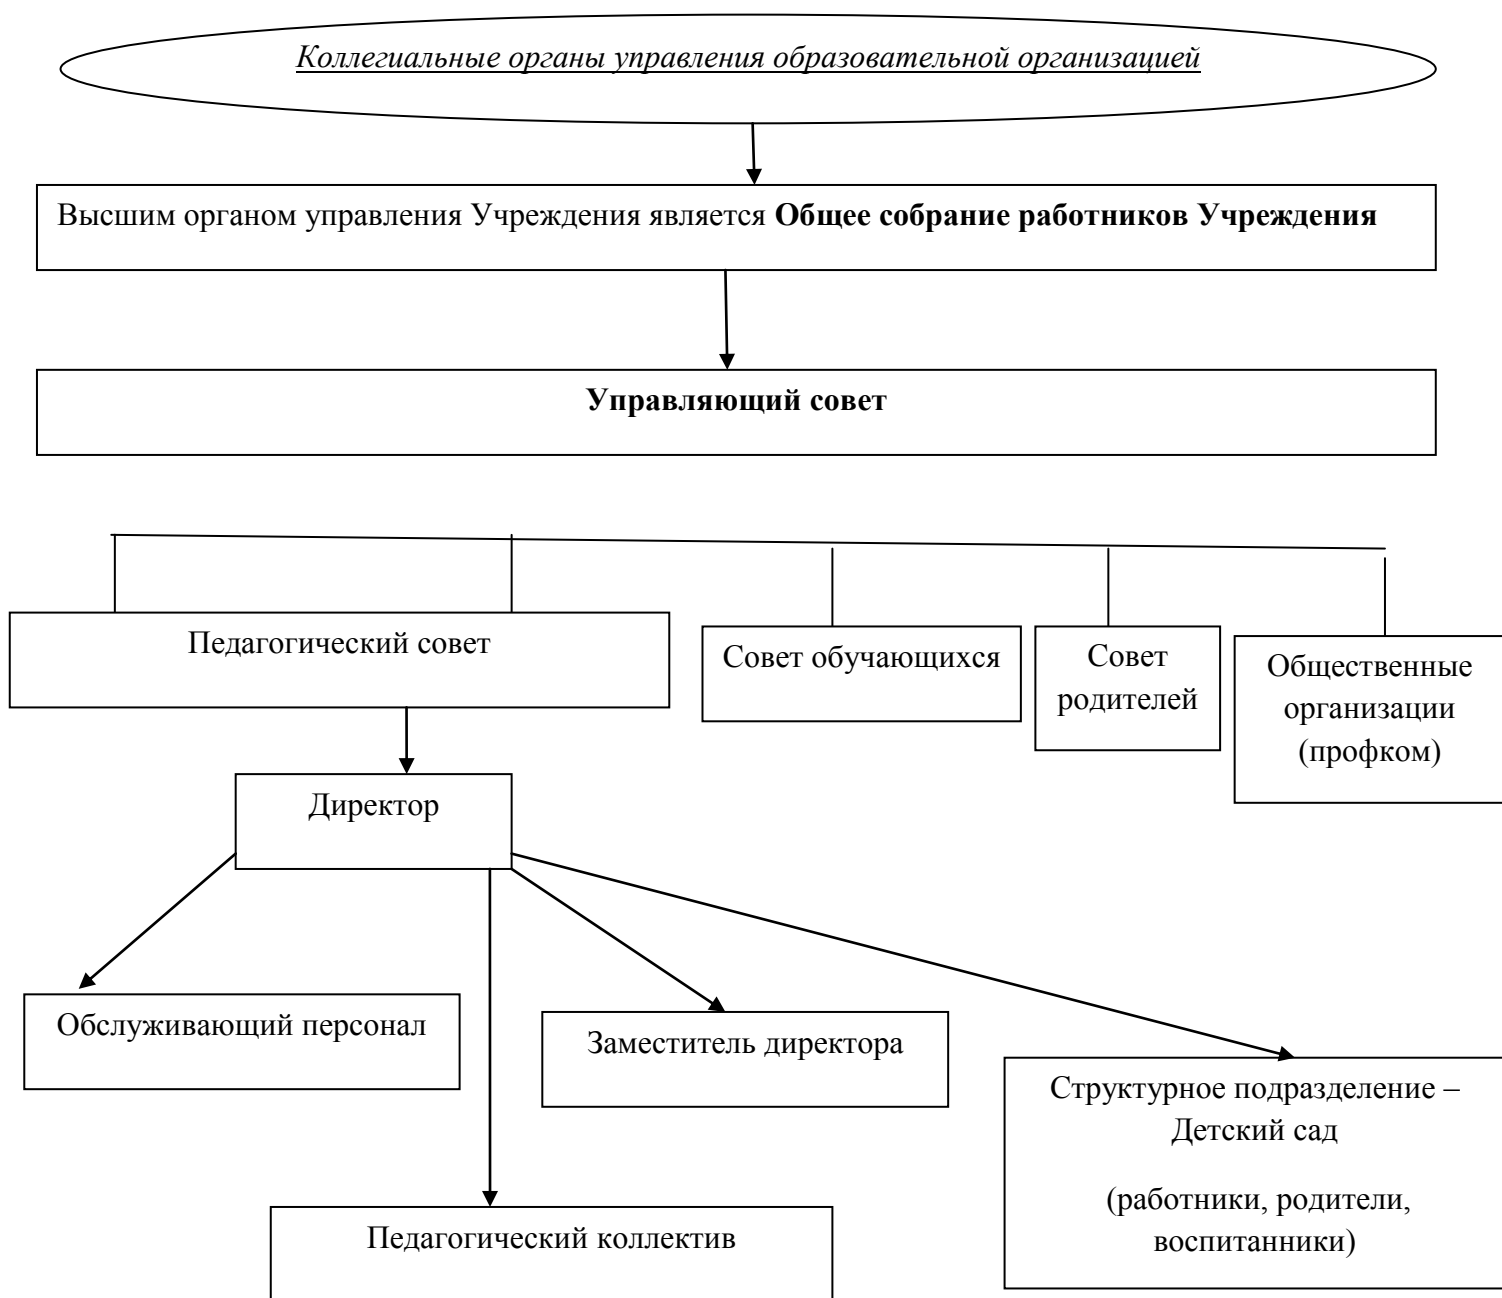 Коллегиальные органы управления образовательной организацией
Высшим органом управления Учреждения является Общее собрание работников Учреждения
Управляющий совет
Педагогический совет
Совет обучающихся
Совет
родителей
Общественные
организации
(профком)
Директор
Обслуживающий персонал
Заместитель директора
Структурное подразделение –
Детский сад
(работники, родители,
воспитанники)
Педагогический коллектив